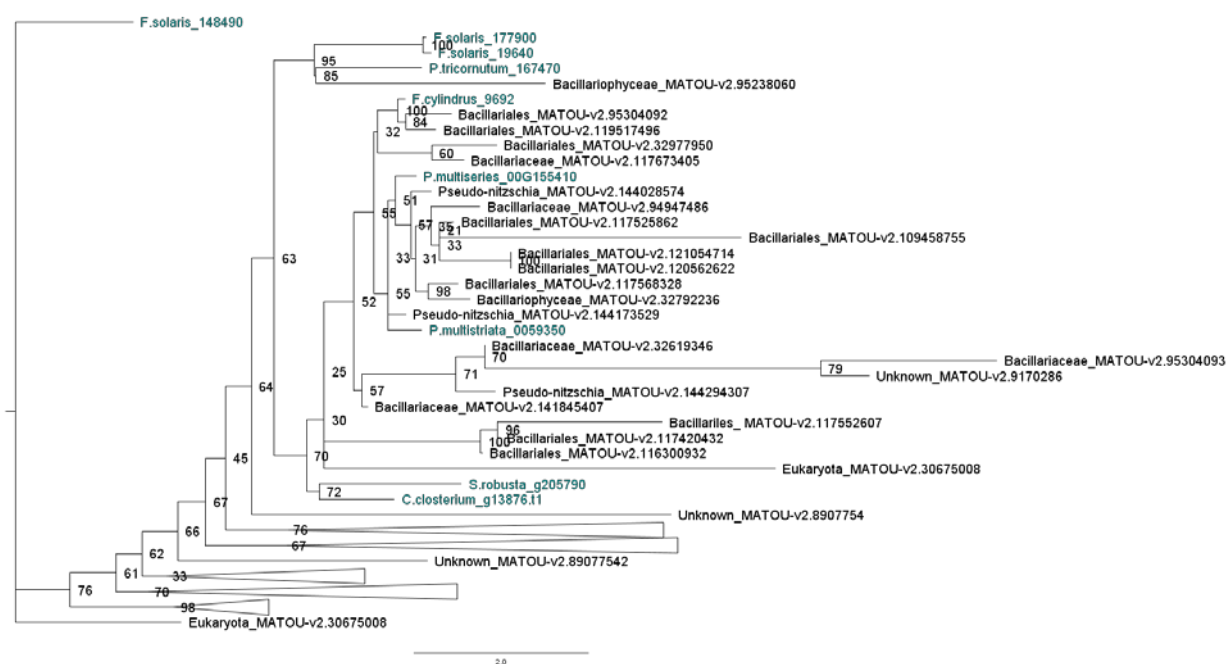 F.solaris_148490
F.solaris_177900
100
F.solaris_19640
95
P.tricornutum_167470
85
Bacillariophyceae_MATOU-v2.95238060
F.cylindrus_9692
100
Bacillariales_MATOU-v2.95304092
84
32
Bacillariales_MATOU-v2.119517496
Bacillariales_MATOU-v2.32977950
60
Bacillariaceae_MATOU-v2.117673405
P.multiseries_00G155410
Pseudo-nitzschia_MATOU-v2.144028574
51
Bacillariaceae_MATOU-v2.94947486
55
57
35
Bacillariales_MATOU-v2.117525862
21
Bacillariales_MATOU-v2.109458755
33
Bacillariales_MATOU-v2.121054714
63
33
31
100
Bacillariales_MATOU-v2.120562622
Bacillariales_MATOU-v2.117568328
55
98
52
Bacillariophyceae_MATOU-v2.32792236
Pseudo-nitzschia_MATOU-v2.144173529
P.multistriata_0059350
Bacillariaceae_MATOU-v2.32619346
70
Bacillariaceae_MATOU-v2.95304093
79
25
71
Unknown_MATOU-v2.9170286
64
57
Pseudo-nitzschia_MATOU-v2.144294307
Bacillariaceae_MATOU-v2.141845407
30
Bacillariles_ MATOU-v2.117552607
96
Bacillariales_MATOU-v2.117420432
100
45
70
Bacillariales_MATOU-v2.116300932
Eukaryota_MATOU-v2.30675008
S.robusta_g205790
72
C.closterium_g13876.t1
67
Unknown_MATOU-v2.8907754
76
66
67
62
Unknown_MATOU-v2.89077542
61
33
76
70
98
Eukaryota_MATOU-v2.30675008
2.0